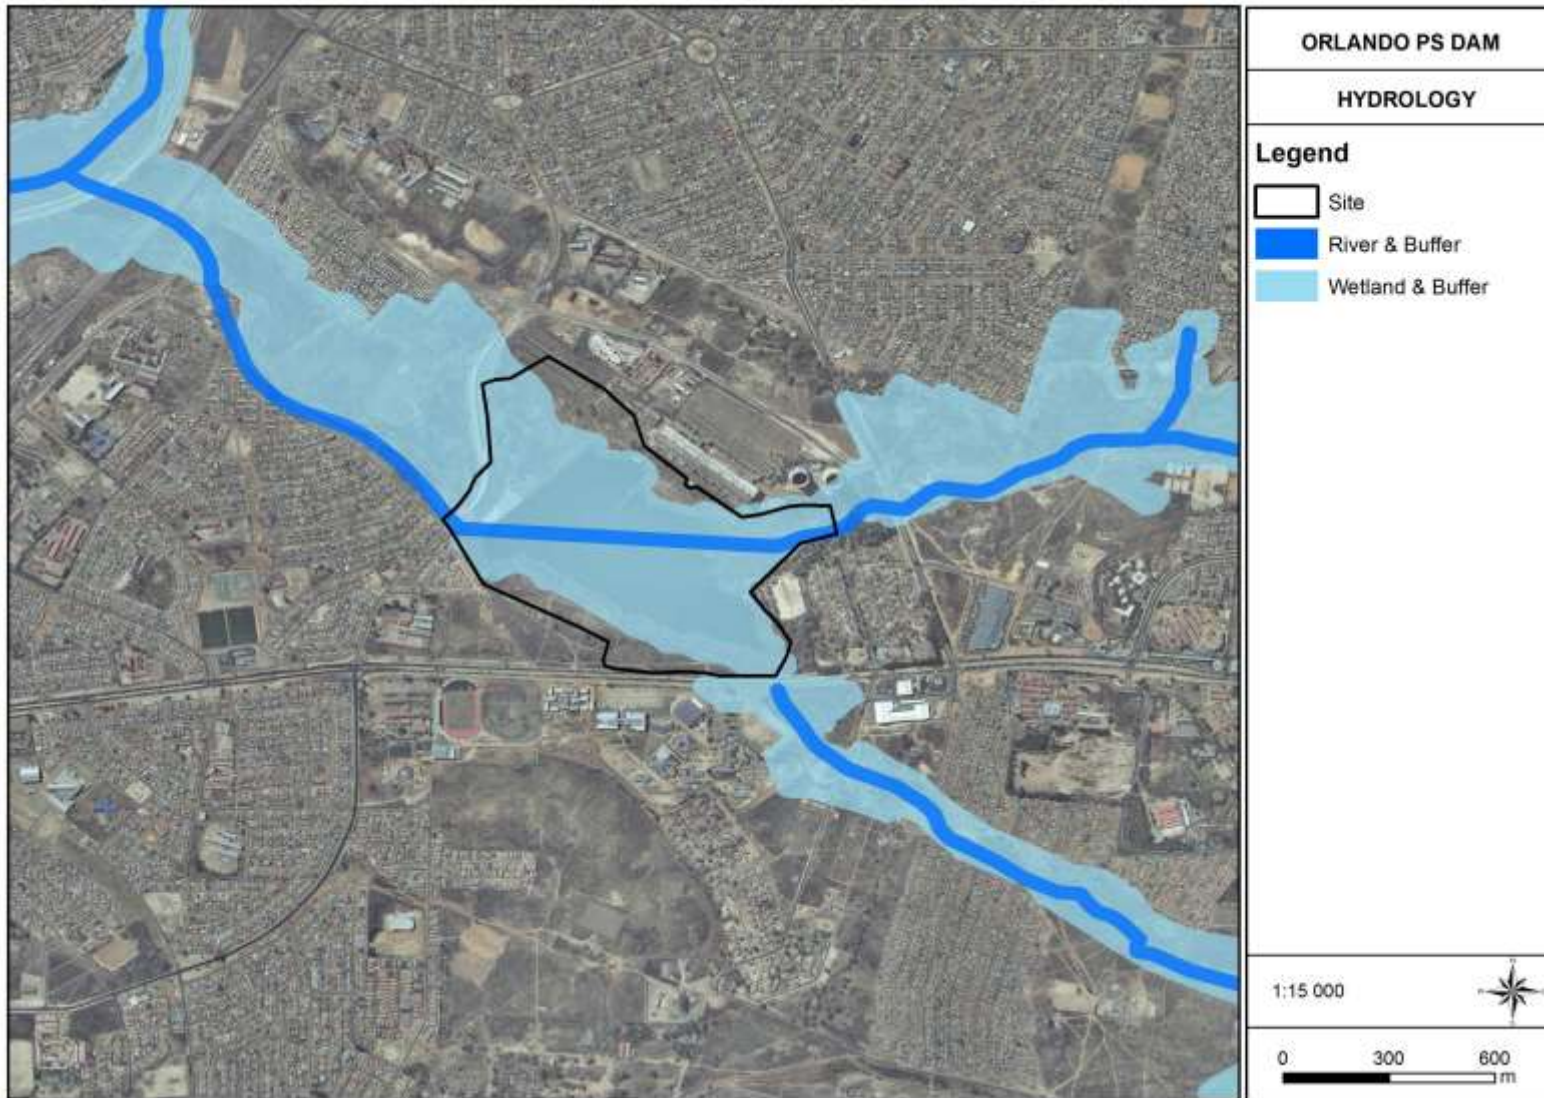 ORLANDO PS DAM
HYDROLOGY
Legend
Site
River & Buffer
Wetland & Buffer
1:15 000
0 300 600
m